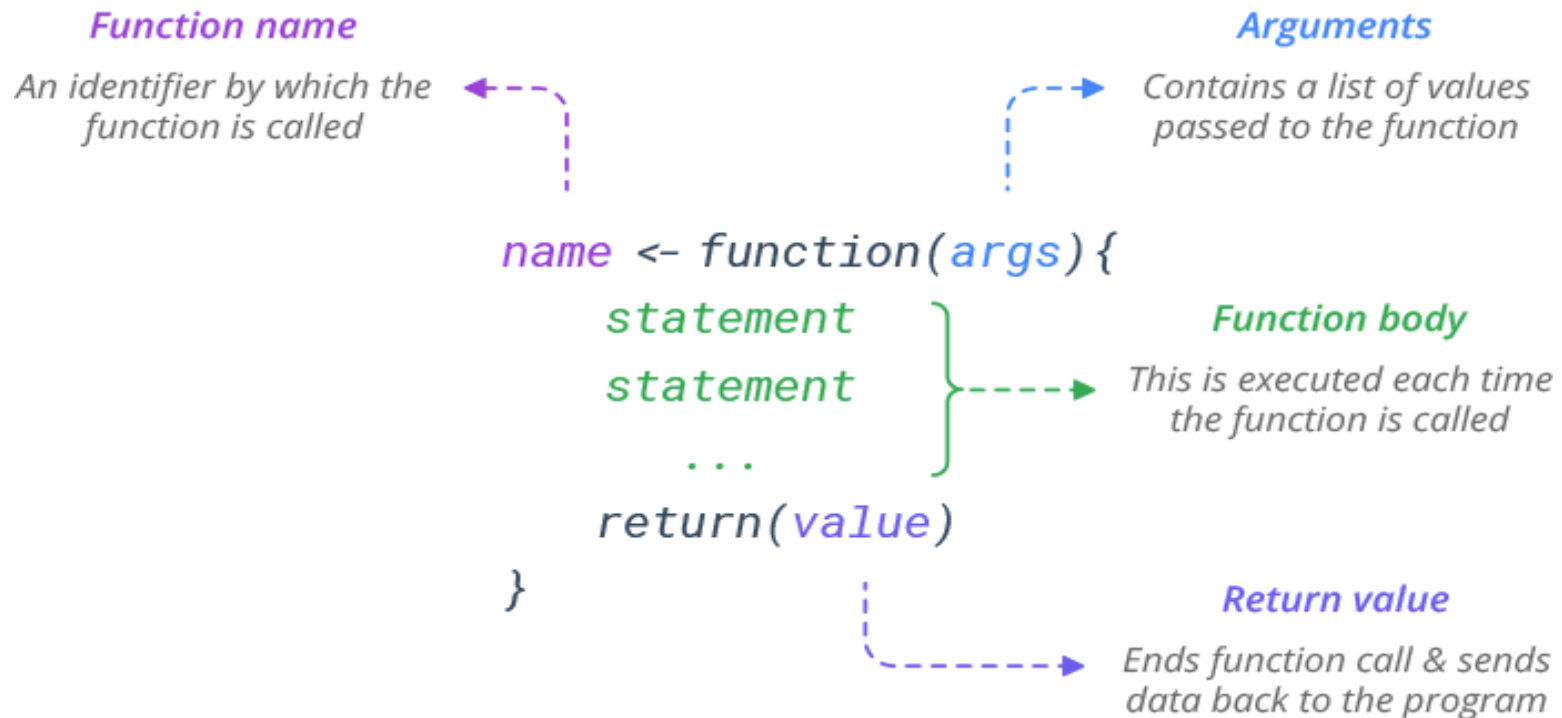 Function name
An identifier by which the
function is called
Arguments
Contains a list of values
passed to the function
name <- function(args){
statement
statement
...
return(value)
}
Function body
This is executed each time
the function is called
Return value
Ends function call & sends
data back to the program